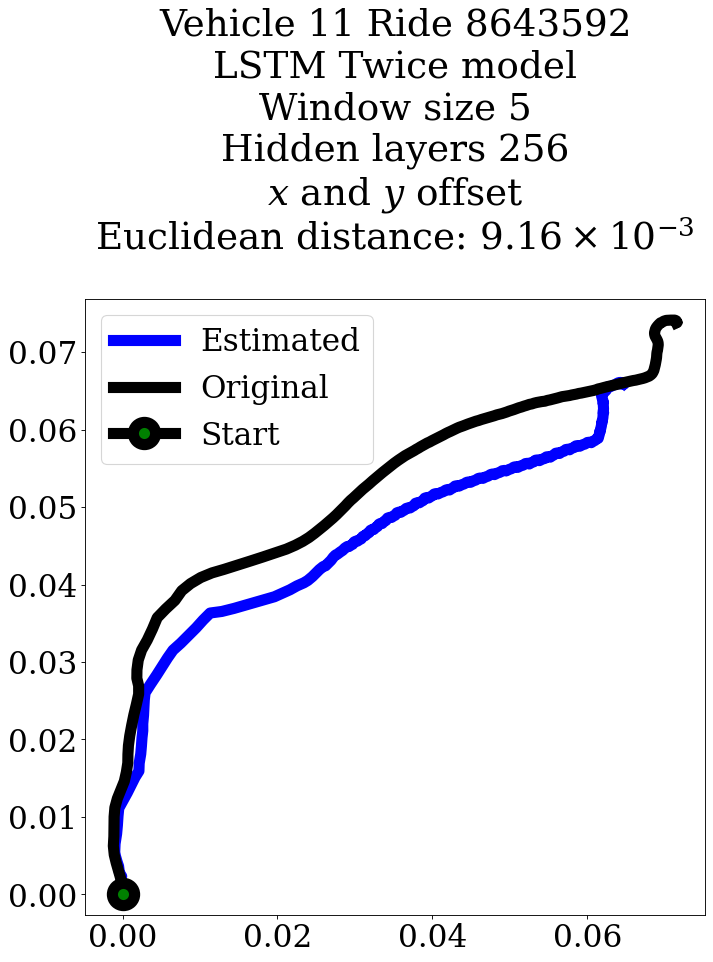 Vehicle 11 Ride 8643592
LSTM Twice model
Window size 5
Hidden layers 256
x and y offset
Euclidean distance: 9.16 × 10⁻³
Estimated
Original
Start
0.07
0.06
0.05
0.04
0.03
0.02
0.01
0.00
0.00 0.02 0.04 0.06